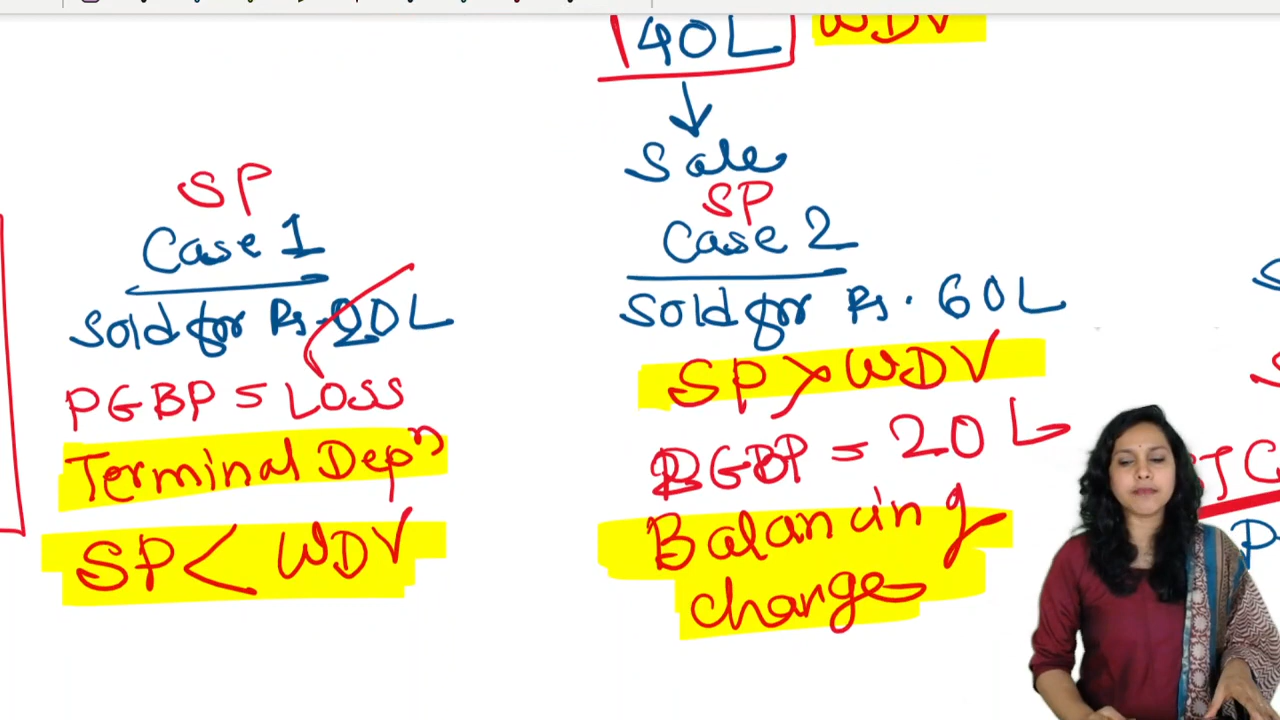 40L WDV
Sale
SP
Case 1
Sold for Rs. 20L
PGBP = LOSS
Terminal Depⁿ
SP < WDV
SP
Case 2
Sold for Rs. 60L
SP > WDV
PGBP = 20L
Balancing
charge